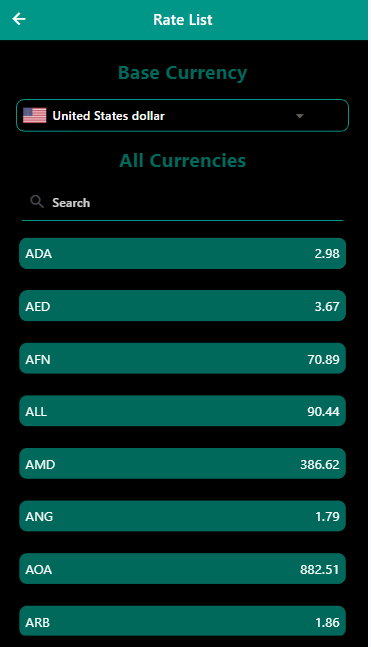 Rate List
Base Currency
United States dollar
All Currencies
Search
ADA 2.98
AED 3.67
AFN 70.89
ALL 90.44
AMD 386.62
ANG 1.79
AOA 882.51
ARB 1.86